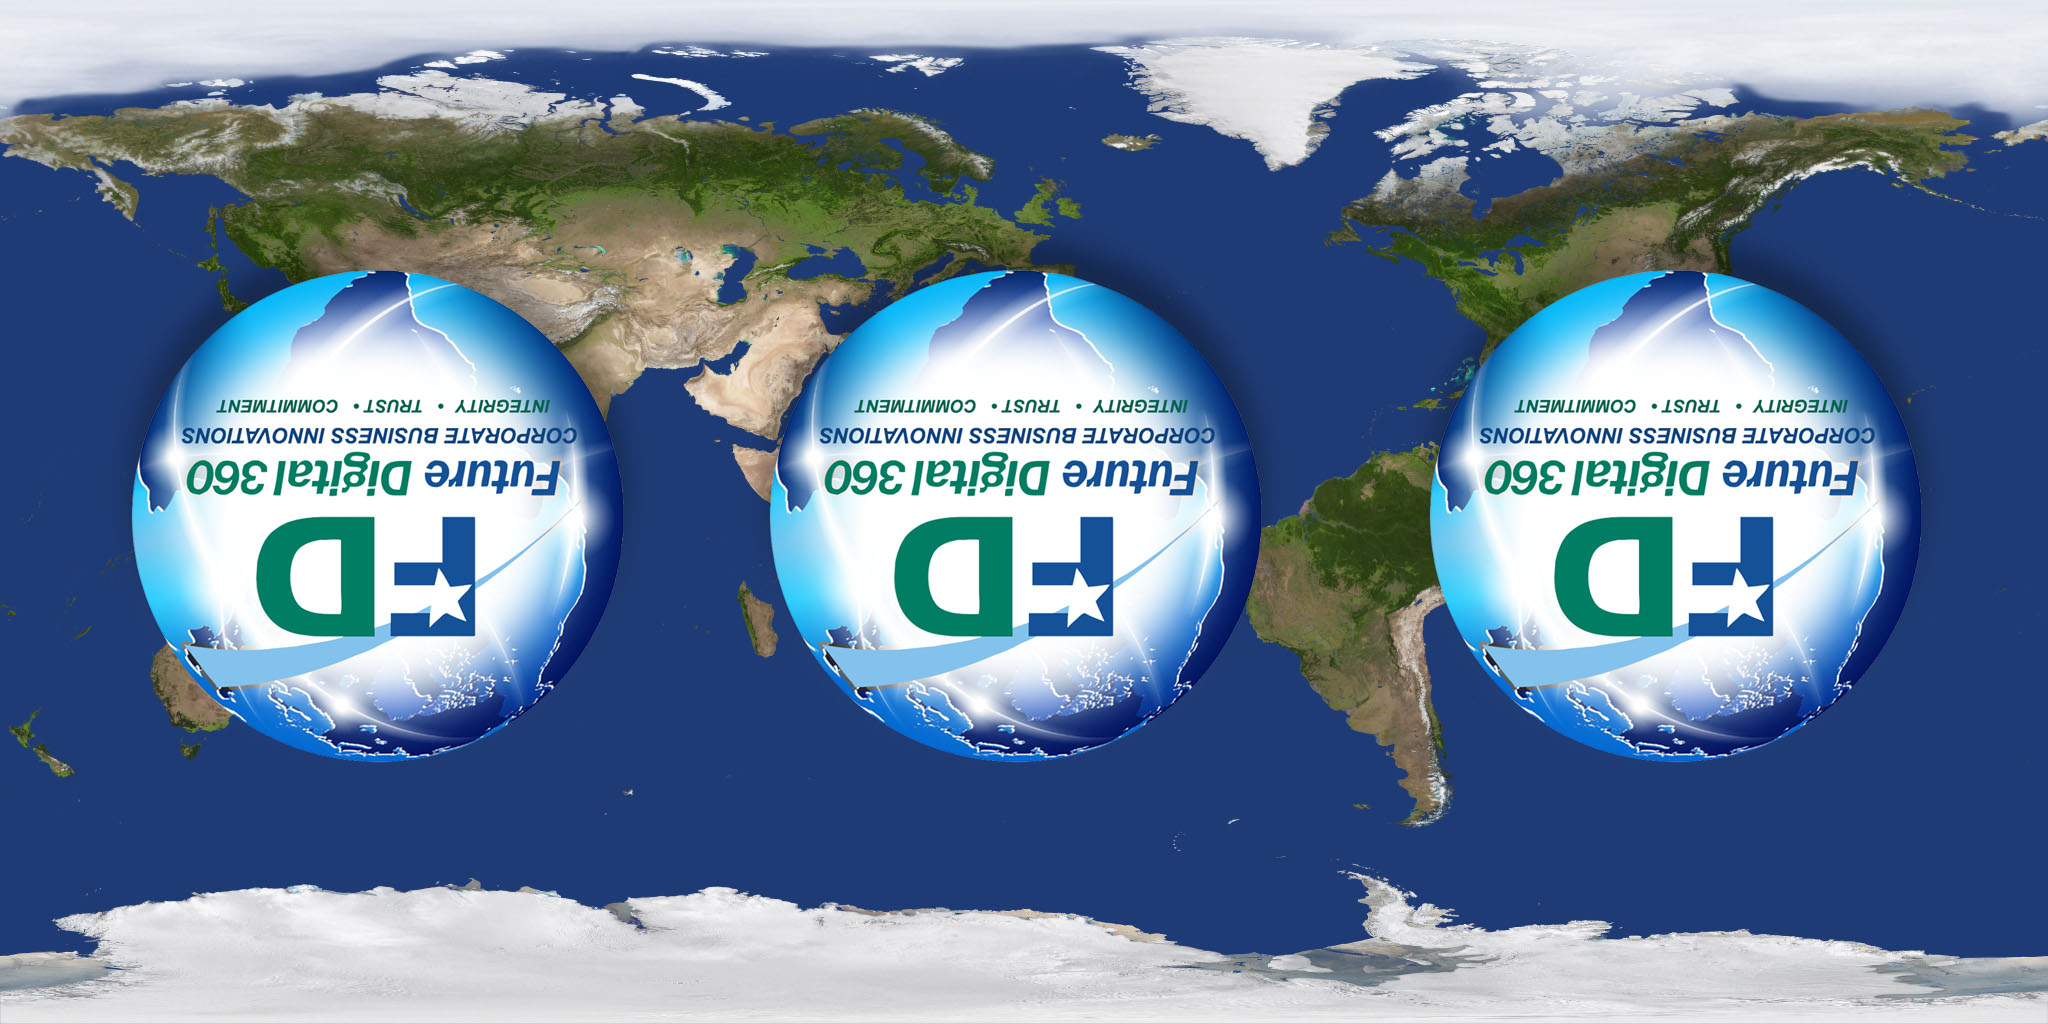 FD
Future Digital 360
CORPORATE BUSINESS INNOVATIONS
INTEGRITY • TRUST • COMMITMENT
FD
Future Digital 360
CORPORATE BUSINESS INNOVATIONS
INTEGRITY • TRUST • COMMITMENT
FD
Future Digital 360
CORPORATE BUSINESS INNOVATIONS
INTEGRITY • TRUST • COMMITMENT